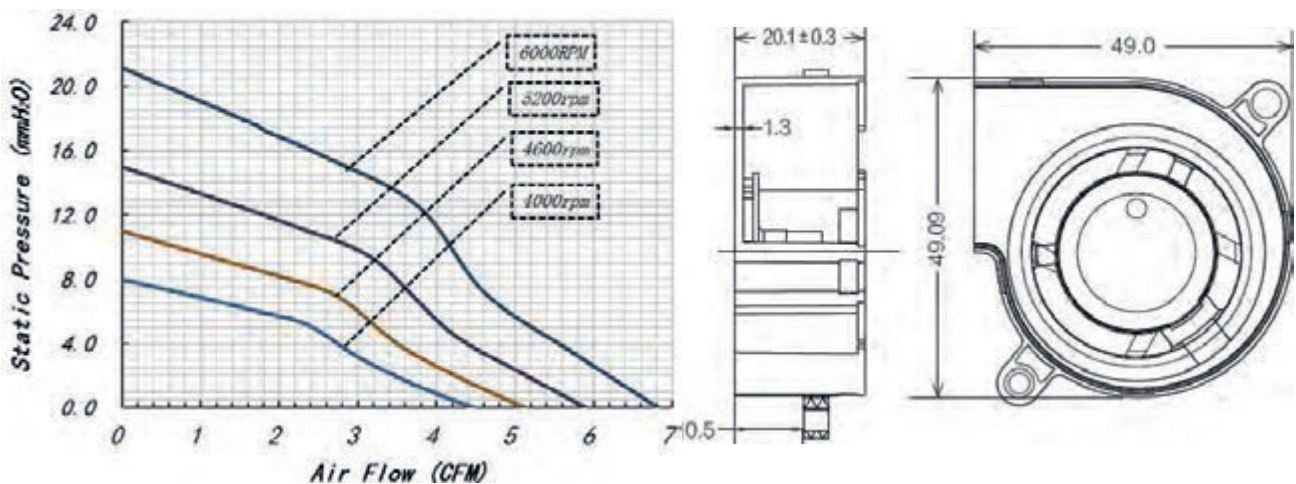 24.0
20.0
16.0
12.0
8.0
4.0
0.0
Static Pressure (mmH₂O)
6000RPM
5200rpm
4600rpm
4000rpm
0 1 2 3 4 5 6 7
Air Flow (CFM)
20.1±0.3
1.3
0.5
49.0
49.09